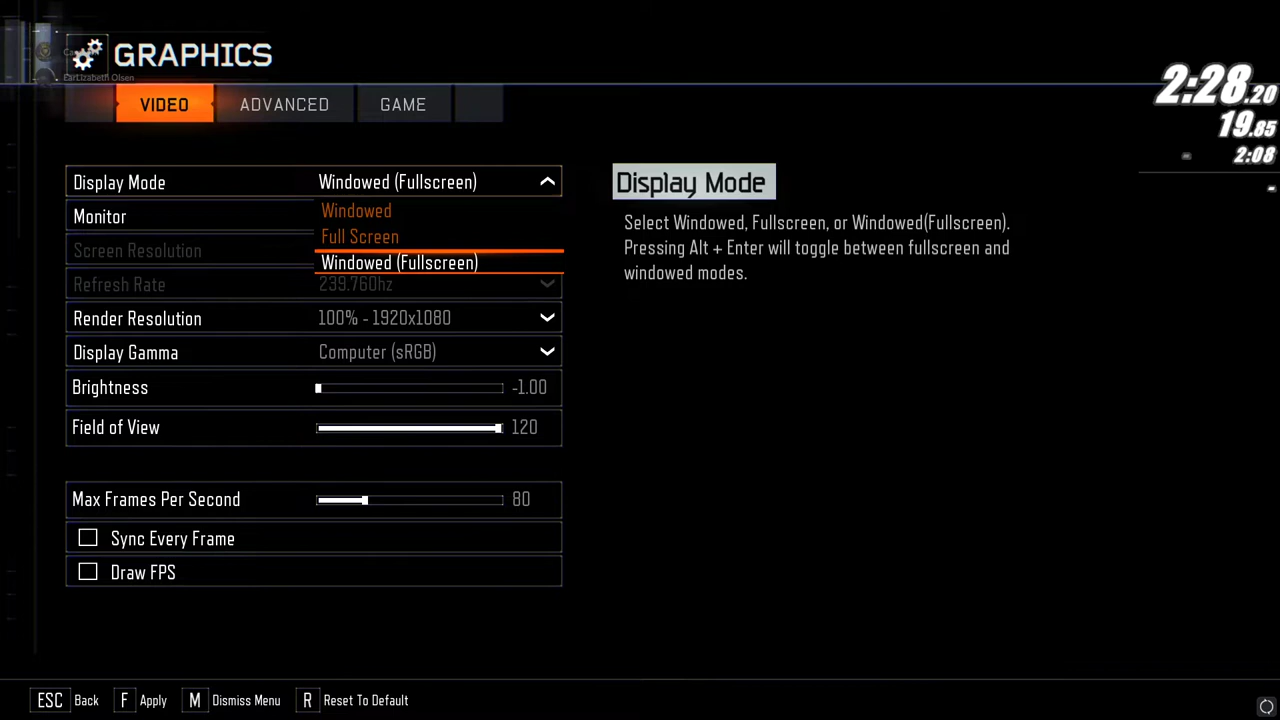 GRAPHICS
Earlizabeth Olsen
VIDEO
ADVANCED
GAME
2:28.20
19.85
2:08
Display Mode
Windowed (Fullscreen)
Windowed
Full Screen
Windowed (Fullscreen)
Monitor
Screen Resolution
Refresh Rate
239.760hz
Render Resolution
100% - 1920x1080
Display Gamma
Computer (sRGB)
Brightness
-1.00
Field of View
120
Max Frames Per Second
80
Sync Every Frame
Draw FPS
Display Mode
Select Windowed, Fullscreen, or Windowed(Fullscreen).
Pressing Alt + Enter will toggle between fullscreen and
windowed modes.
ESC Back F Apply M Dismiss Menu R Reset To Default